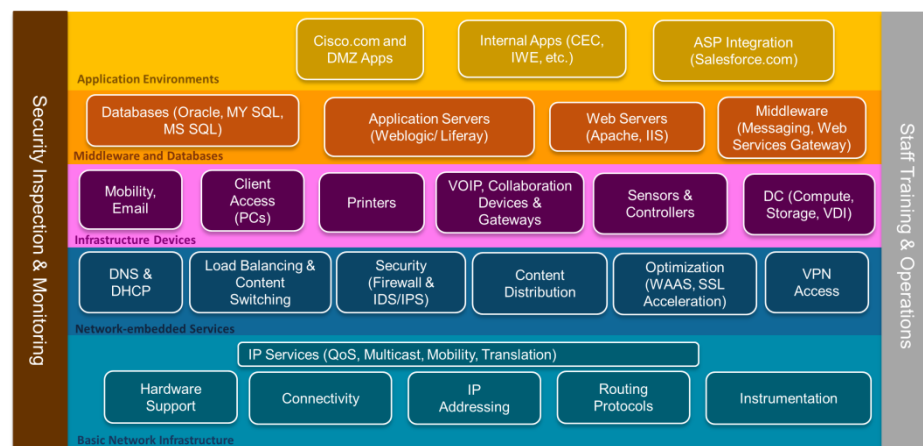 Security Inspection & Monitoring
Cisco.com and
DMZ Apps
Internal Apps (CEC,
IWE, etc.)
ASP Integration
(Salesforce.com)
Application Environments
Databases (Oracle, MY SQL,
MS SQL)
Application Servers
(Weblogic/ Liferay)
Web Servers
(Apache, IIS)
Middleware
(Messaging, Web
Services Gateway)
Middleware and Databases
Mobility,
Email
Client
Access
(PCs)
Printers
VOIP, Collaboration
Devices &
Gateways
Sensors &
Controllers
DC (Compute,
Storage, VDI)
Infrastructure Devices
DNS &
DHCP
Load Balancing &
Content
Switching
Security
(Firewall &
IDS/IPS)
Content
Distribution
Optimization
(WAAS, SSL
Acceleration)
VPN
Access
Network-embedded Services
IP Services (QoS, Multicast, Mobility, Translation)
Hardware
Support
Connectivity
IP
Addressing
Routing
Protocols
Instrumentation
Basic Network Infrastructure
Staff Training & Operations